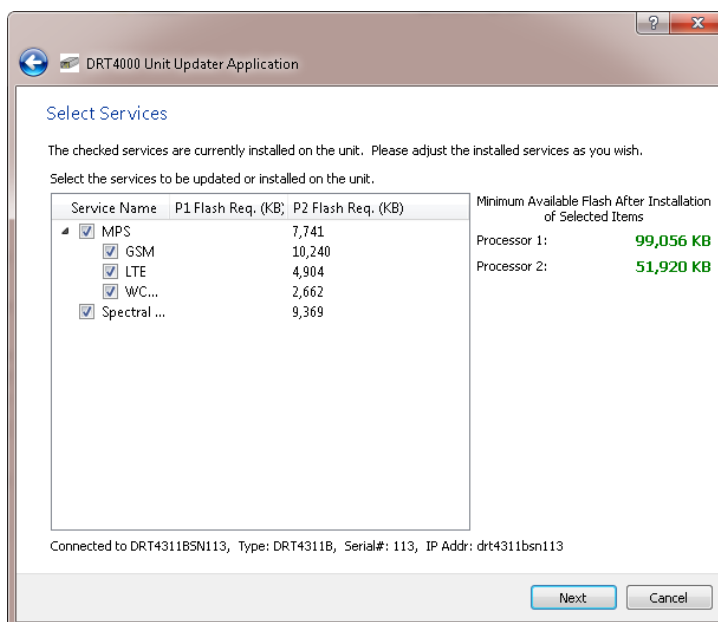 DRT4000 Unit Updater Application
Select Services
The checked services are currently installed on the unit. Please adjust the installed services as you wish.
Select the services to be updated or installed on the unit.
Service Name P1 Flash Req. (KB) P2 Flash Req. (KB)
MPS 7,741
GSM 10,240
LTE 4,904
WC... 2,662
Spectral ... 9,369
Minimum Available Flash After Installation
of Selected Items
Processor 1: 99,056 KB
Processor 2: 51,920 KB
Connected to DRT4311BSN113, Type: DRT4311B, Serial#: 113, IP Addr: drt4311bsn113
Next Cancel